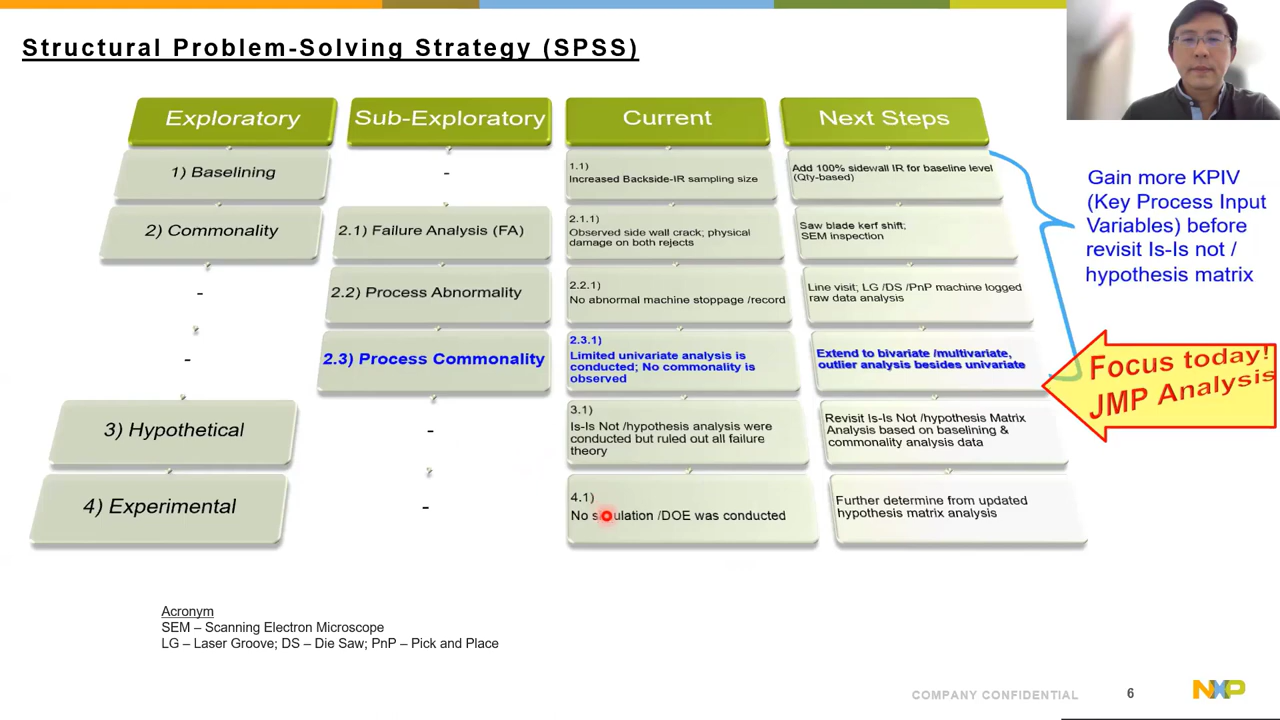 Structural Problem-Solving Strategy (SPSS)
Exploratory
Sub-Exploratory
Current
Next Steps
1) Baselining
-
1.1)
Increased Backside-IR sampling size
Add 100% sidewall IR for baseline level
(Qty-based)
2) Commonality
2.1) Failure Analysis (FA)
2.1.1)
Observed side wall crack; physical
damage on both rejects
Saw blade kerf shift;
SEM inspection
-
2.2) Process Abnormality
2.2.1)
No abnormal machine stoppage /record
Line visit; LG /DS /PnP machine logged
raw data analysis
-
2.3) Process Commonality
2.3.1)
Limited univariate analysis is
conducted; No commonality is
observed
Extend to bivariate /multivariate,
outlier analysis besides univariate
3) Hypothetical
-
3.1)
Is-Is Not /hypothesis analysis were
conducted but ruled out all failure
theory
Revisit Is-Is Not /hypothesis Matrix
Analysis based on baselining &
commonality analysis data
4) Experimental
-
4.1)
No /DOE was conducted
Further determine from updated
hypothesis matrix analysis
Gain more KPIV
(Key Process Input
Variables) before
revisit Is-Is not /
hypothesis matrix
Focus today!
JMP Analysis
Acronym
SEM – Scanning Electron Microscope
LG – Laser Groove; DS – Die Saw; PnP – Pick and Place
COMPANY CONFIDENTIAL
6
NXP